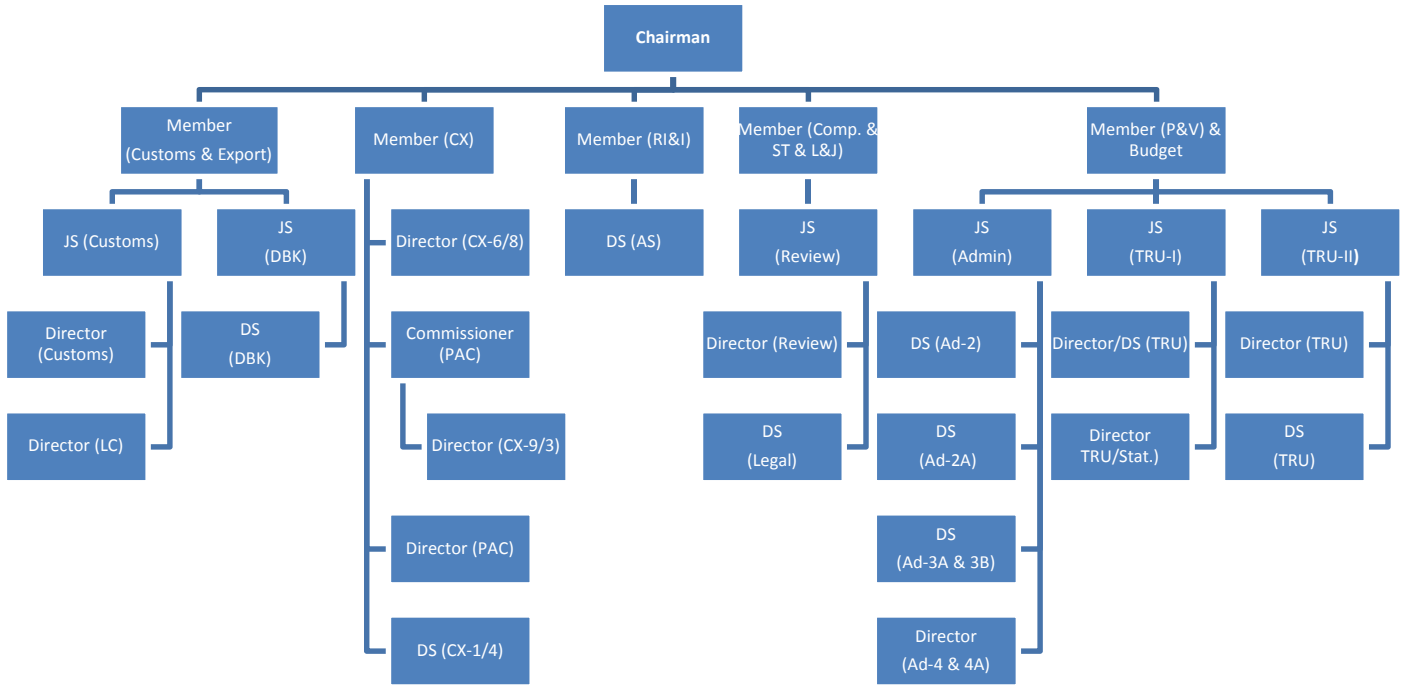 Chairman
Member
(Customs & Export)
Member (CX)
Member (RI&I)
Member (Comp. &
ST & L&J)
Member (P&V) &
Budget
JS (Customs)
JS
(DBK)
Director (CX-6/8)
DS (AS)
JS
(Review)
JS
(Admin)
JS
(TRU-I)
JS
(TRU-II)
Director
(Customs)
DS
(DBK)
Commissioner
(PAC)
Director (Review)
DS (Ad-2)
Director/DS (TRU)
Director (TRU)
Director (LC)
Director (CX-9/3)
DS
(Legal)
DS
(Ad-2A)
Director
TRU/Stat.)
DS
(TRU)
Director (PAC)
DS
(Ad-3A & 3B)
DS (CX-1/4)
Director
(Ad-4 & 4A)